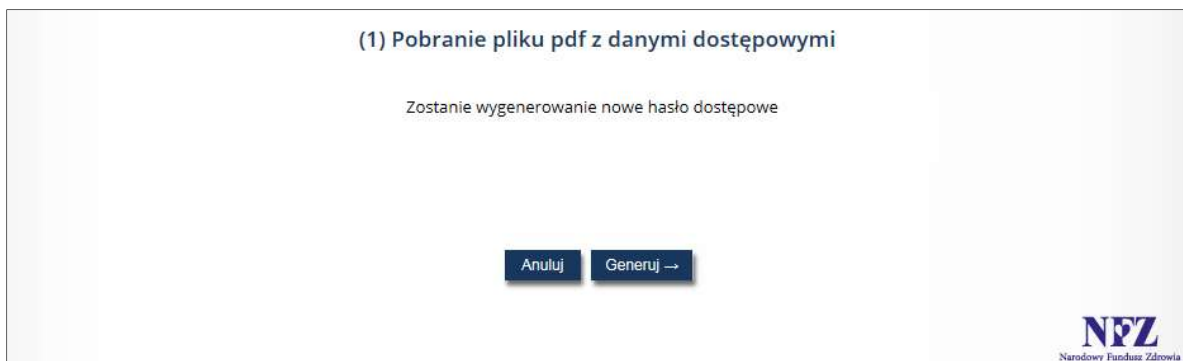 (1) Pobranie pliku pdf z danymi dostępowymi
Zostanie wygenerowanie nowe hasło dostępowe
Anuluj Generuj →
NFZ
Narodowy Fundusz Zdrowia